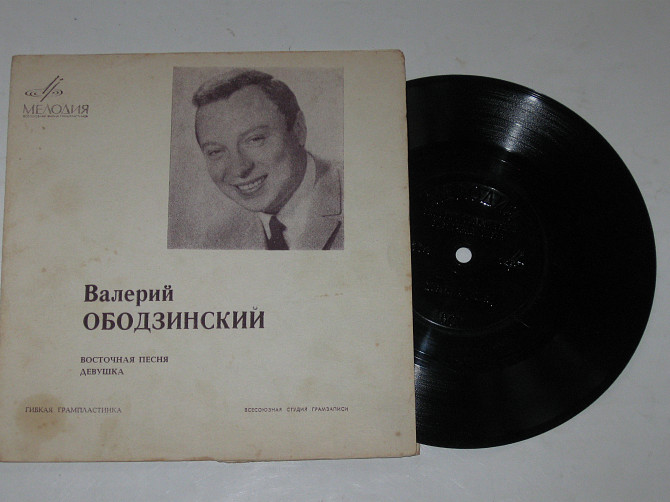 МЕЛОДИЯ
Валерий
ОБОДЗИНСКИЙ
ВОСТОЧНАЯ ПЕСНЯ
ДЕВУШКА
ГИБКАЯ ГРАМПЛАСТИНКА
ВСЕСОЮЗНАЯ СТУДИЯ ГРАМЗАПИСИ